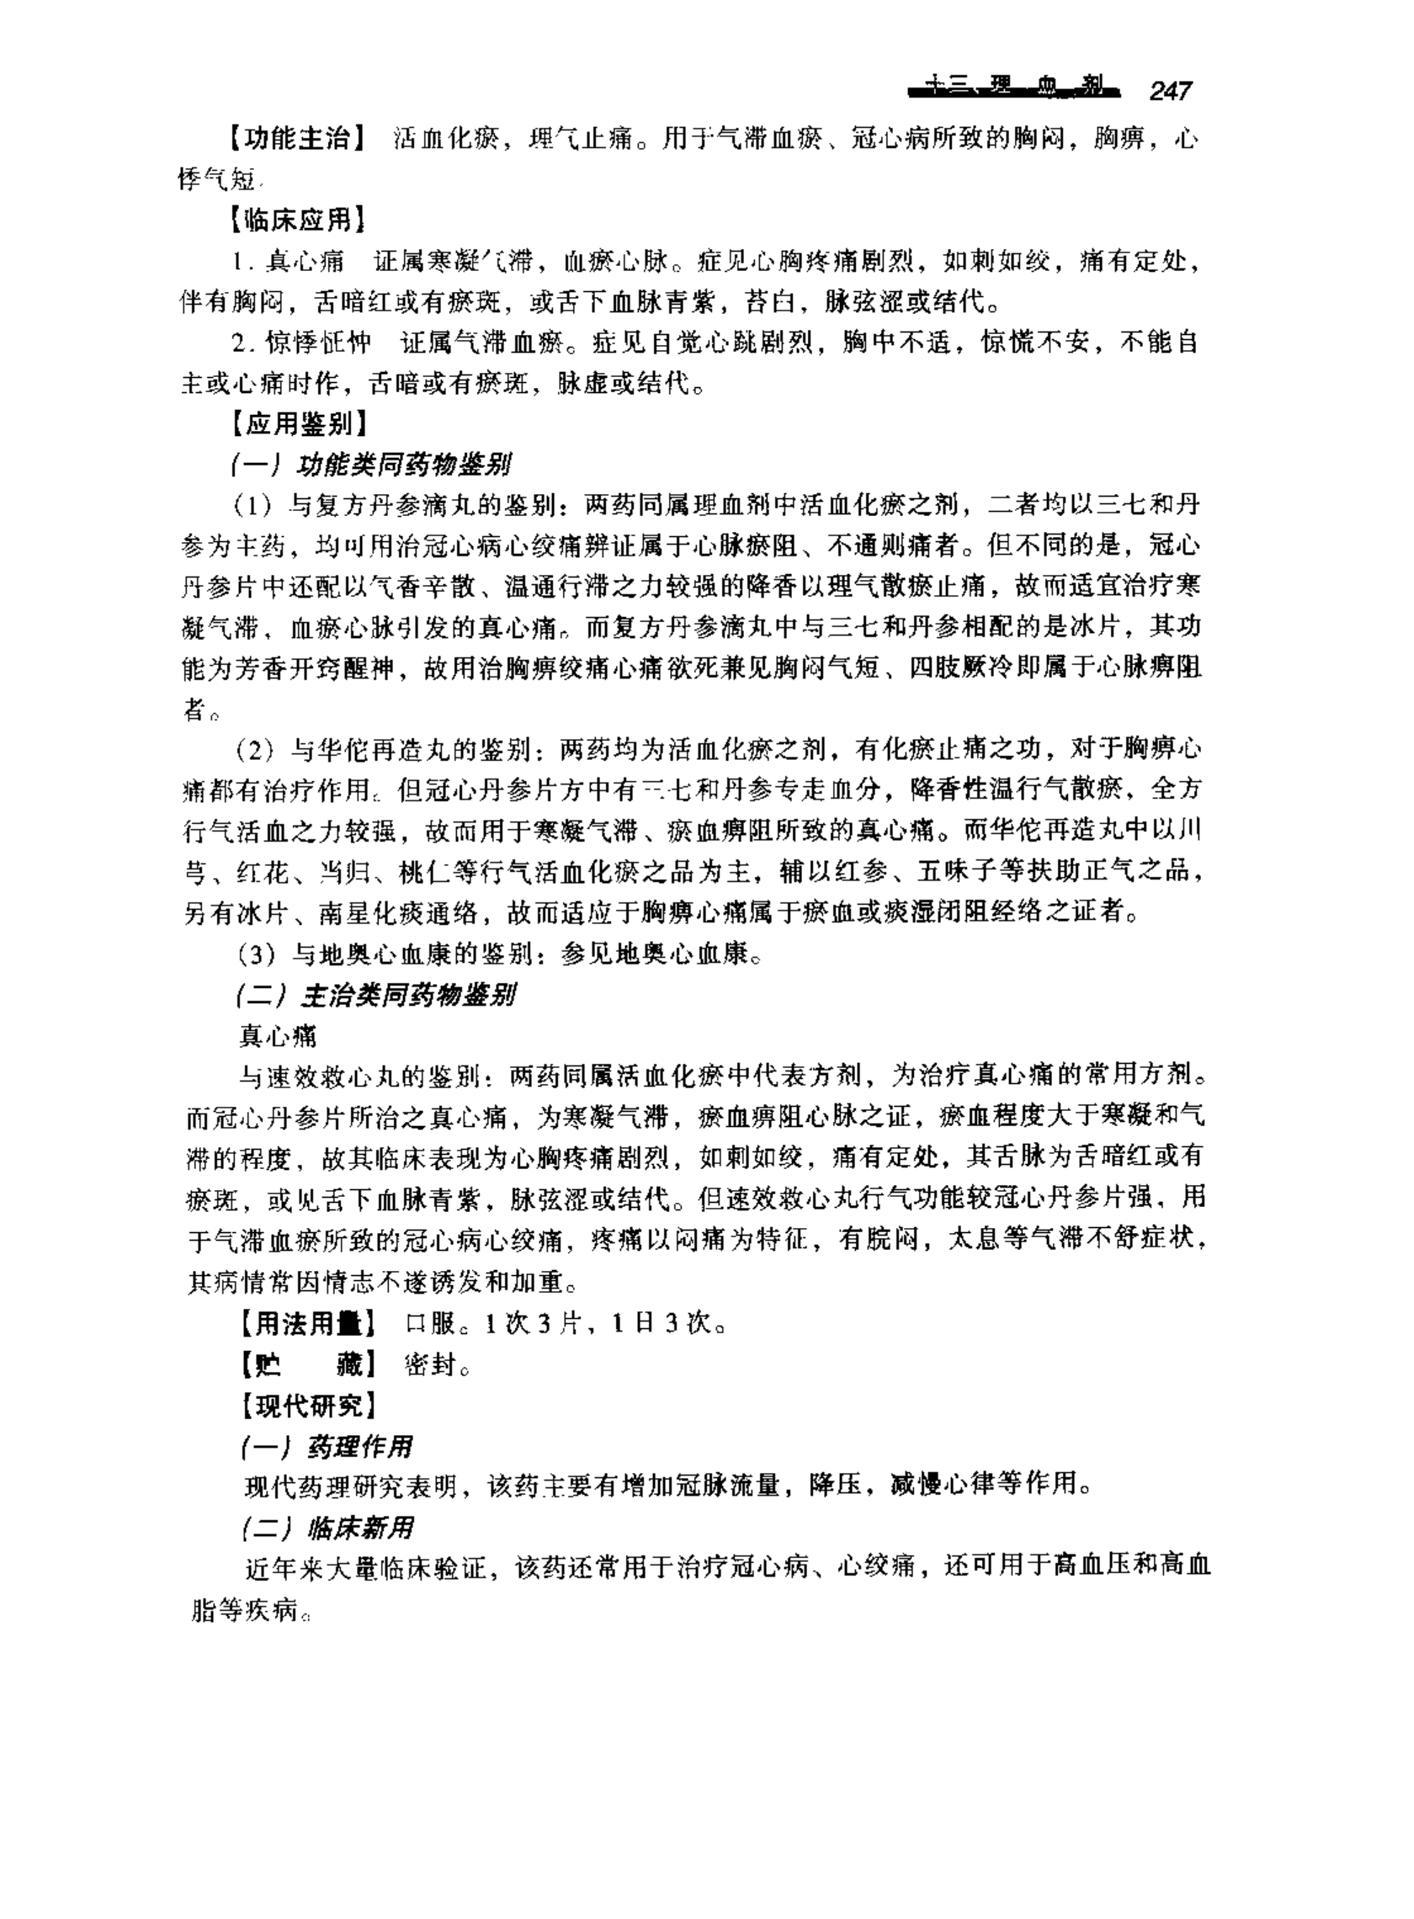 十三、理血剂 247
【功能主治】 活血化瘀，理气止痛。用于气滞血瘀、冠心病所致的胸闷，胸痹，心
悸气短.
【临床应用】
1. 真心痛 证属寒凝气滞，血瘀心脉。症见心胸疼痛剧烈，如刺如绞，痛有定处，
伴有胸闷，舌暗红或有瘀斑，或舌下血脉青紫，苔白，脉弦涩或结代。
2. 惊悸怔忡 证属气滞血瘀。症见自觉心跳剧烈，胸中不适，惊慌不安，不能自
主或心痛时作，舌暗或有瘀斑，脉虚或结代。
【应用鉴别】
(一) 功能类同药物鉴别
(1) 与复方丹参滴丸的鉴别：两药同属理血剂中活血化瘀之剂，二者均以三七和丹
参为主药，均可用治冠心病心绞痛辨证属于心脉瘀阻、不通则痛者。但不同的是，冠心
丹参片中还配以气香辛散、温通行滞之力较强的降香以理气散瘀止痛，故而适宜治疗寒
凝气滞，血瘀心脉引发的真心痛。而复方丹参滴丸中与三七和丹参相配的是冰片，其功
能为芳香开窍醒神，故用治胸痹绞痛心痛欲死兼见胸闷气短、四肢厥冷即属于心脉痹阻
者。
(2) 与华佗再造丸的鉴别：两药均为活血化瘀之剂，有化瘀止痛之功，对于胸痹心
痛都有治疗作用。但冠心丹参片方中有三七和丹参专走血分，降香性温行气散瘀，全方
行气活血之力较强，故而用于寒凝气滞、瘀血痹阻所致的真心痛。而华佗再造丸中以川
芎、红花、当归、桃仁等行气活血化瘀之品为主，辅以红参、五味子等扶助正气之品，
另有冰片、南星化痰通络，故而适应于胸痹心痛属于瘀血或痰湿闭阻经络之证者。
(3) 与地奥心血康的鉴别：参见地奥心血康。
(二) 主治类同药物鉴别
真心痛
与速效救心丸的鉴别：两药同属活血化瘀中代表方剂，为治疗真心痛的常用方剂。
而冠心丹参片所治之真心痛，为寒凝气滞，瘀血痹阻心脉之证，瘀血程度大于寒凝和气
滞的程度，故其临床表现为心胸疼痛剧烈，如刺如绞，痛有定处，其舌脉为舌暗红或有
瘀斑，或见舌下血脉青紫，脉弦涩或结代。但速效救心丸行气功能较冠心丹参片强，用
于气滞血瘀所致的冠心病心绞痛，疼痛以闷痛为特征，有脘闷，太息等气滞不舒症状，
其病情常因情志不遂诱发和加重。
【用法用量】 口服。1 次 3 片，1 日 3 次。
【贮 藏】 密封。
【现代研究】
(一) 药理作用
现代药理研究表明，该药主要有增加冠脉流量，降压，减慢心律等作用。
(二) 临床新用
近年来大量临床验证，该药还常用于治疗冠心病、心绞痛，还可用于高血压和高血
脂等疾病。